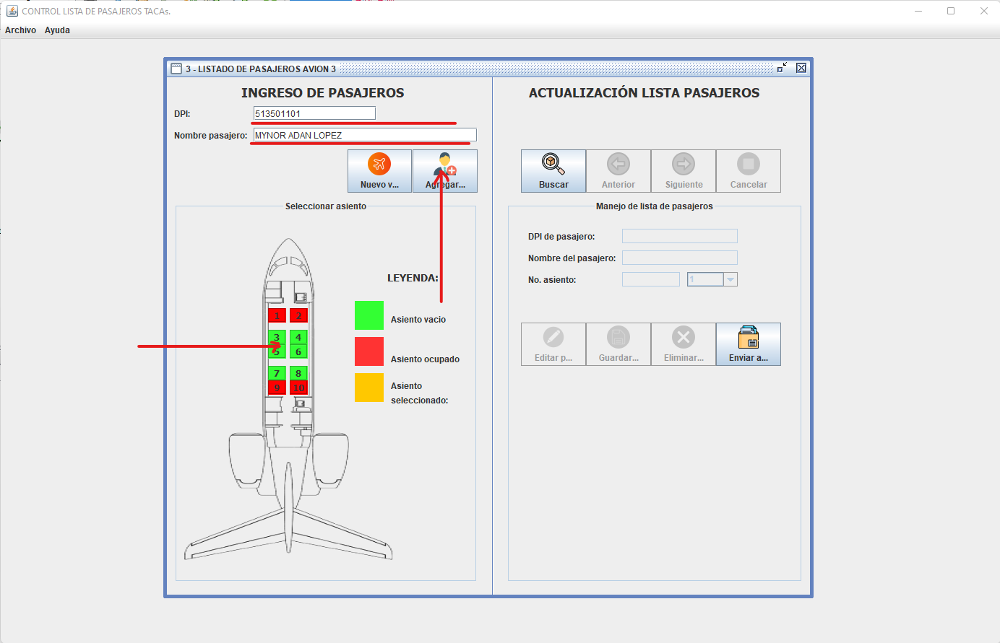 CONTROL LISTA DE PASAJEROS TACAs.
Archivo Ayuda
3 - LISTADO DE PASAJEROS AVION 3
INGRESO DE PASAJEROS
DPI: 513501101
Nombre pasajero: MYNOR ADAN LOPEZ
Nuevo v... Agregar...
Seleccionar asiento
LEYENDA:
1 2
3 4
5 6
7 8
9 10
Asiento vacio
Asiento ocupado
Asiento
seleccionado:
ACTUALIZACIÓN LISTA PASAJEROS
Buscar Anterior Siguiente Cancelar
Manejo de lista de pasajeros
DPI de pasajero:
Nombre del pasajero:
No. asiento: 1
Editar p... Guardar... Eliminar... Enviar a...